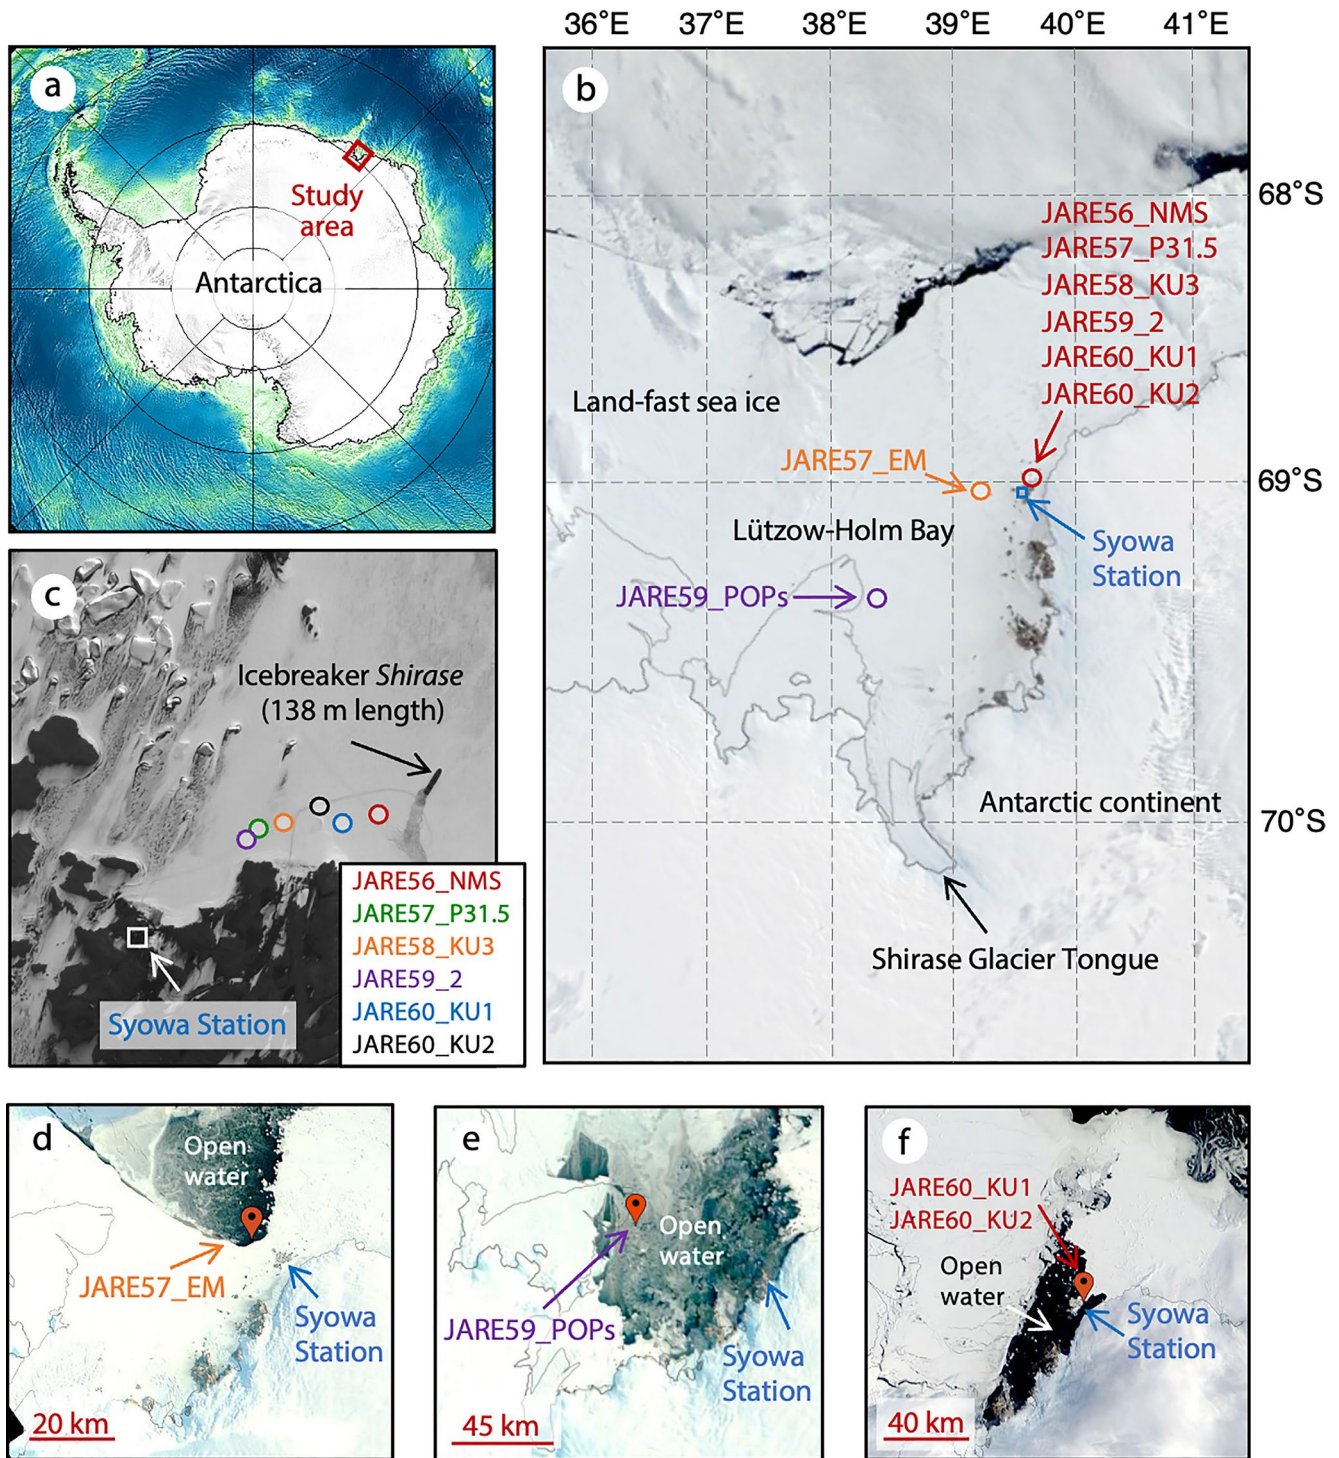 a
Study
area
Antarctica
36°E
37°E
38°E
39°E
40°E
41°E
b
68°S
JARE56_NMS
JARE57_P31.5
JARE58_KU3
JARE59_2
JARE60_KU1
JARE60_KU2
Land-fast sea ice
JARE57_EM
69°S
Lützow-Holm Bay
Syowa
Station
JARE59_POPs
Antarctic continent
70°S
Shirase Glacier Tongue
c
Icebreaker Shirase
(138 m length)
JARE56_NMS
JARE57_P31.5
JARE58_KU3
JARE59_2
JARE60_KU1
JARE60_KU2
Syowa Station
d
Open
water
JARE57_EM
Syowa
Station
20 km
e
Open
water
JARE59_POPs
Syowa
Station
45 km
f
JARE60_KU1
JARE60_KU2
Open
water
Syowa
Station
40 km